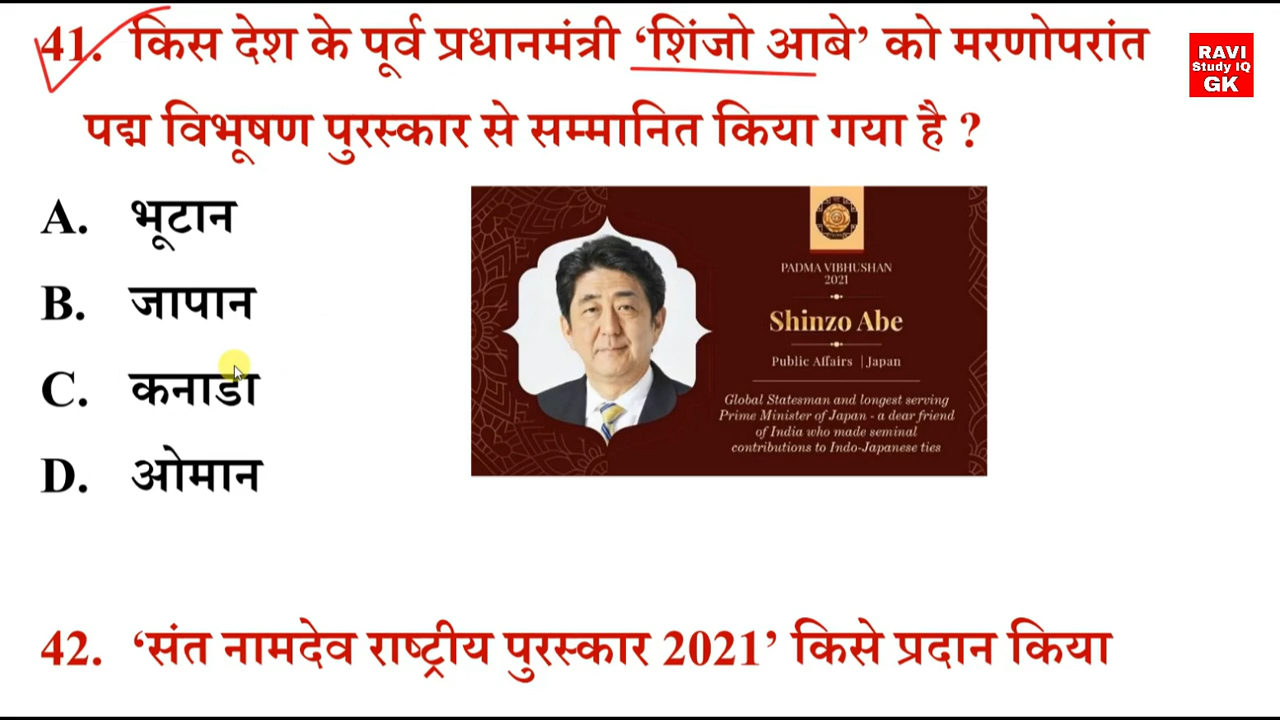 41. किस देश के पूर्व प्रधानमंत्री ‘शिंजो आबे’ को मरणोपरांत
पद्म विभूषण पुरस्कार से सम्मानित किया गया है ?
RAVI
Study IQ
GK
A. भूटान
B. जापान
C. कनाडा
D. ओमान
PADMA VIBHUSHAN
2021
Shinzo Abe
Public Affairs | Japan
Global Statesman and longest serving
Prime Minister of Japan - a dear friend
of India who made seminal
contributions to Indo-Japanese ties
42. ‘संत नामदेव राष्ट्रीय पुरस्कार 2021’ किसे प्रदान किया